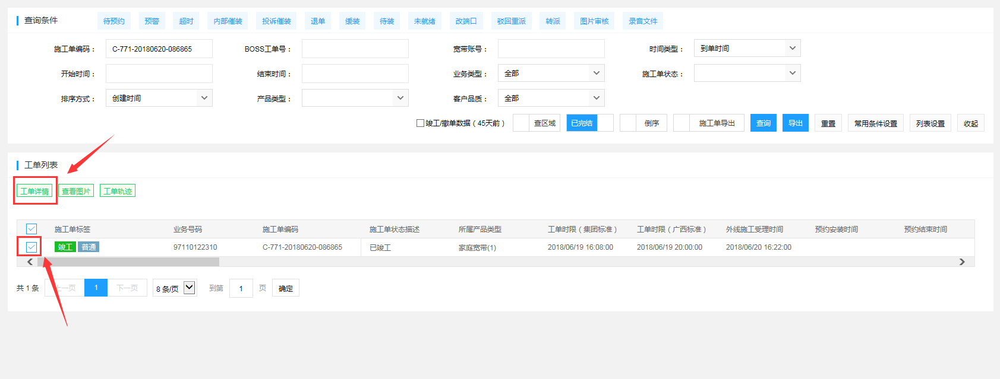 查询条件 待预约 预警 超时 内部催装 投诉催装 退单 缓装 待装 未就绪 改端口 驳回重派 转派 图片审核 录音文件
施工单编码： C-771-20180620-086865 BOSS工单号： 宽带账号： 时间类型： 到单时间
开始时间： 结束时间： 业务类型： 全部 施工单状态：
排序方式： 创建时间 产品类型： 客户品质： 全部
竣工/撤单数据（45天前） 查区域 已完结 倒序 施工单导出 查询 导出 重置 常用条件设置 列表设置 收起
工单列表
工单详情 查看图片 工单轨迹
施工单标签 业务号码 施工单编码 施工单状态描述 所属产品类型 工单时限（集团标准） 工单时限（广西标准） 外线施工受理时间 预约安装时间 预约结束时间
竣工 普通 97110122310 C-771-20180620-086865 已竣工 家庭宽带(1) 2018/06/19 16:08:00 2018/06/19 20:00:00 2018/06/20 16:22:00
共 1 条 上一页 1 下一页 8 条/页 到第 1 页 确定